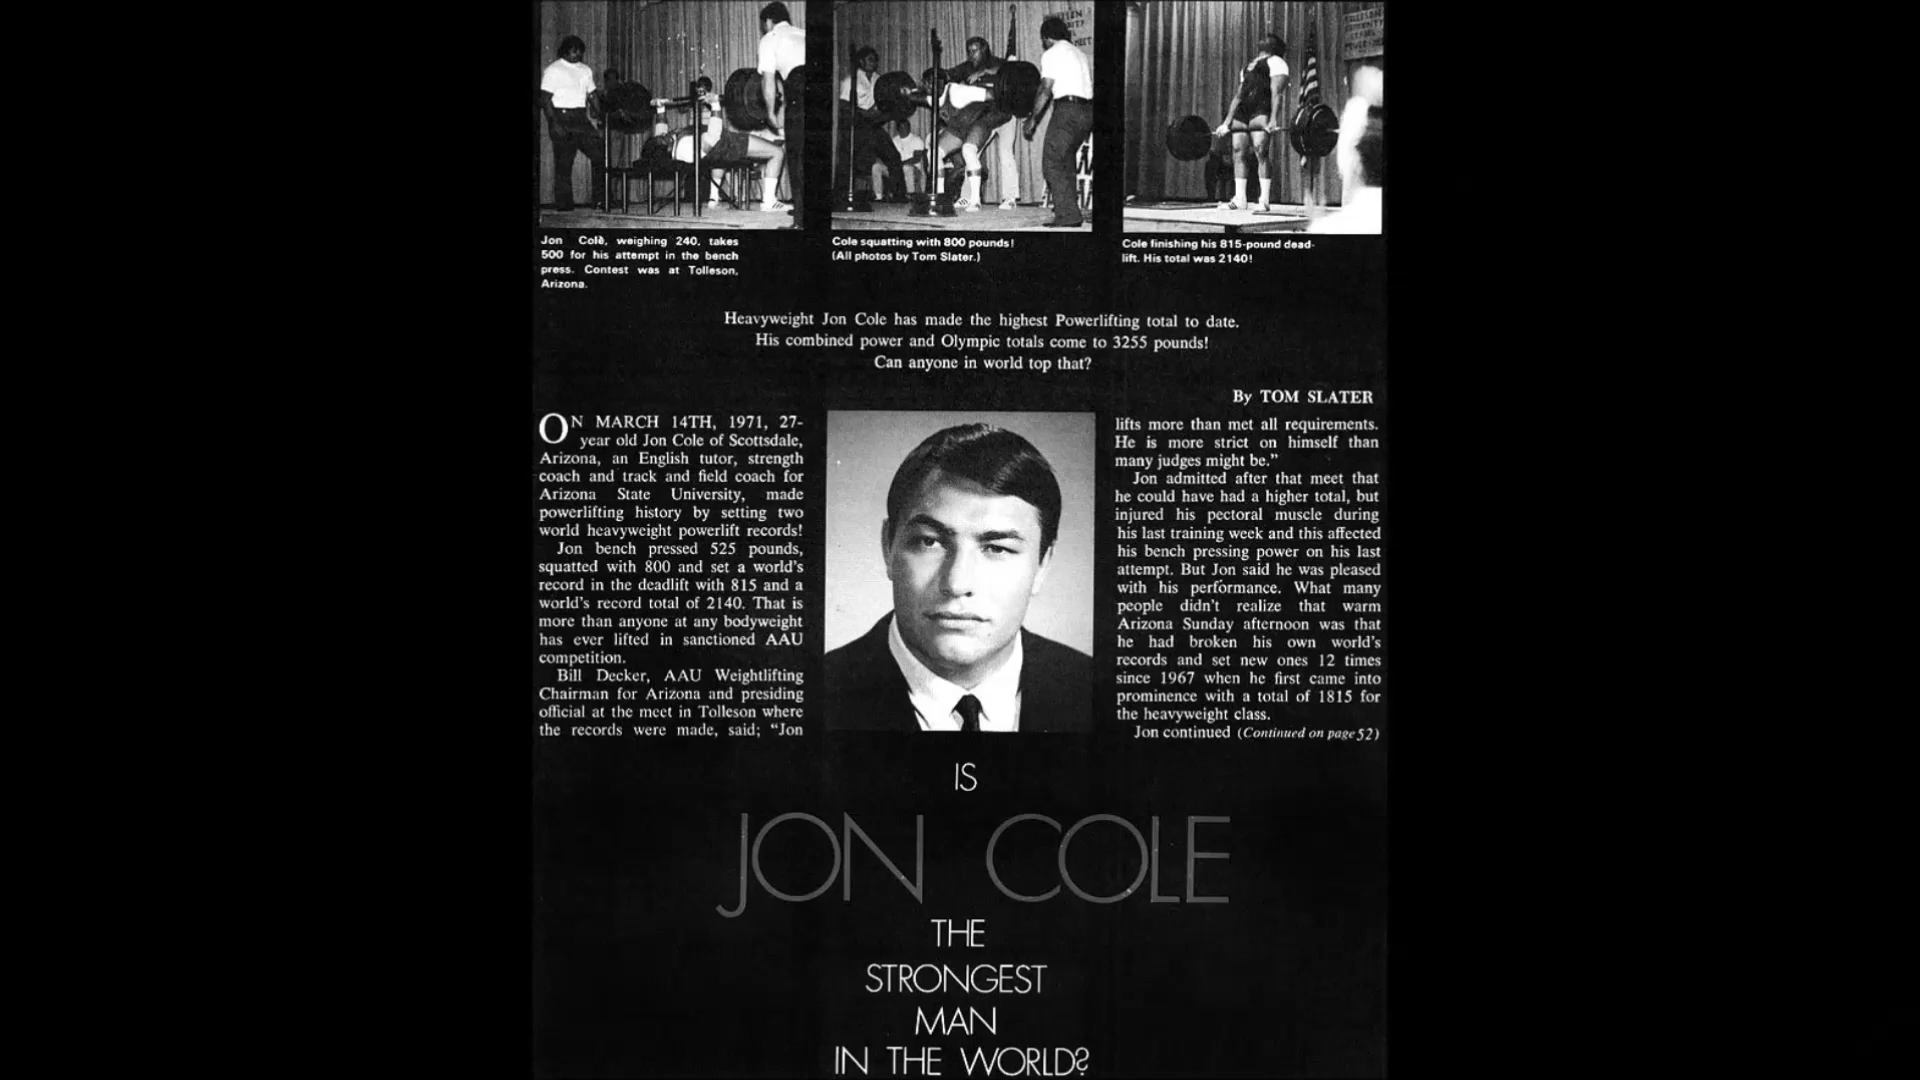 Jon Cole, weighing 240, takes
500 for his attempt in the bench
press. Contest was at Tolleson,
Arizona.
Cole squatting with 800 pounds!
(All photos by Tom Slater.)
Cole finishing his 815-pound dead-
lift. His total was 2140!
Heavyweight Jon Cole has made the highest Powerlifting total to date.
His combined power and Olympic totals come to 3255 pounds!
Can anyone in world top that?
By TOM SLATER
ON MARCH 14TH, 1971, 27-
year old Jon Cole of Scottsdale,
Arizona, an English tutor, strength
coach and track and field coach for
Arizona State University, made
powerlifting history by setting two
world heavyweight powerlift records!
Jon bench pressed 525 pounds,
squatted with 800 and set a world's
record in the deadlift with 815 and a
world's record total of 2140. That is
more than anyone at any bodyweight
has ever lifted in sanctioned AAU
competition.
Bill Decker, AAU Weightlifting
Chairman for Arizona and presiding
official at the meet in Tolleson where
the records were made, said; "Jon
lifts more than met all requirements.
He is more strict on himself than
many judges might be."
Jon admitted after that meet that
he could have had a higher total, but
injured his pectoral muscle during
his last training week and this affected
his bench pressing power on his last
attempt. But Jon said he was pleased
with his performance. What many
people didn't realize that warm
Arizona Sunday afternoon was that
he had broken his own world's
records and set new ones 12 times
since 1967 when he first came into
prominence with a total of 1815 for
the heavyweight class.
Jon continued (Continued on page 52)
IS
JON COLE
THE
STRONGEST
MAN
IN THE WORLD?